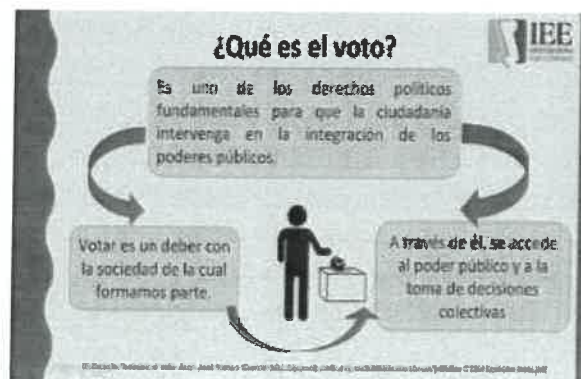 IEE
¿Qué es el voto?
Es uno de los derechos políticos
fundamentales para que la ciudadanía
intervenga en la integración de los
poderes públicos.
Votar es un deber con
la sociedad de la cual
formamos parte.
A través de él, se accede
al poder público y a la
toma de decisiones
colectivas